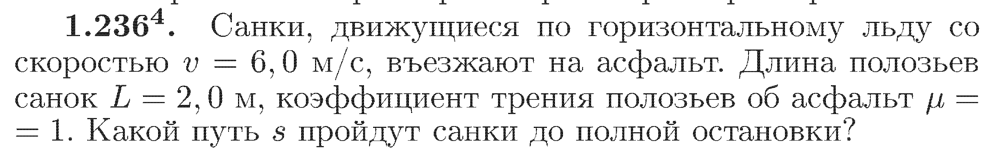 1.236⁴. Санки, движущиеся по горизонтальному льду со
скоростью v = 6,0 м/с, въезжают на асфальт. Длина полозьев
санок L = 2,0 м, коэффициент трения полозьев об асфальт μ =
= 1. Какой путь s пройдут санки до полной остановки?